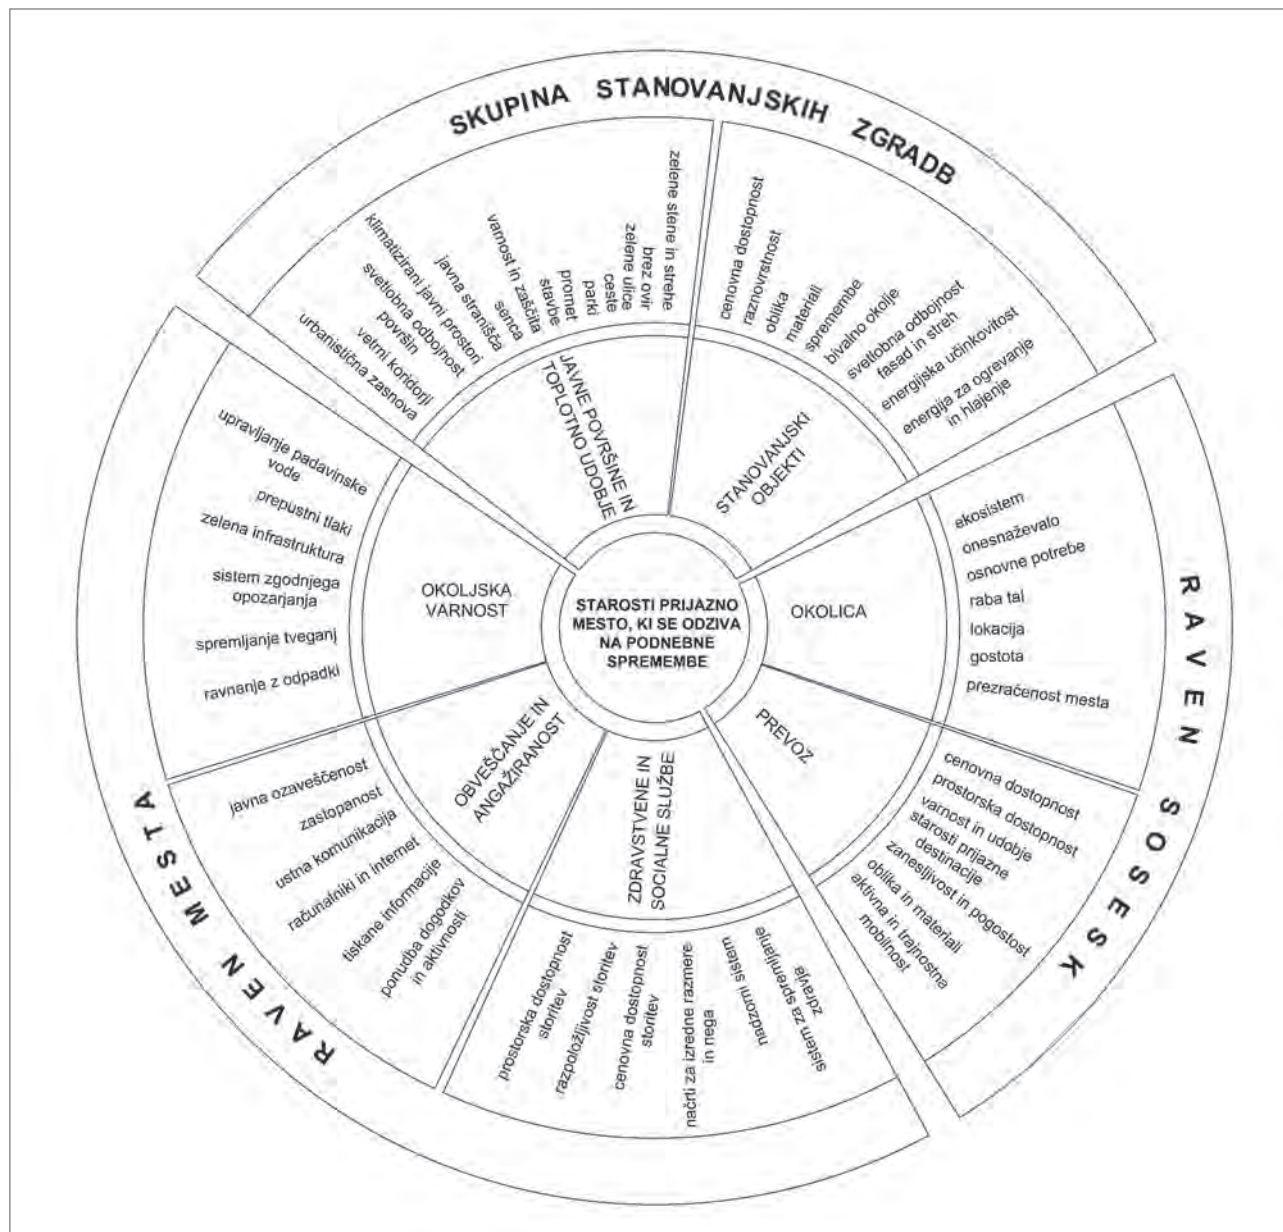 SKUPINA STANOVANJSKIH ZGRADB
JAVNE POVRŠINE IN
TOPLOTNO UDOBJE
urbanistična zasnova
vetrni koridorji
svetlobna odbojnost
površin
klimatizirani javni prostori
javna stranišča
senca
varnost in zaščita
stavbe
promet
parki
ceste
zelene ulice
brez ovir
zelene stene in strehe
STANOVANJSKI
OBJEKTI
cenovna dostopnost
raznovrstnost
oblika
materiali
spremembe
bivalno okolje
svetlobna odbojnost
fasad in streh
energijska učinkovitost
energija za ogrevanje
in hlajenje
RAVEN SOSESK
OKOLICA
ekosistem
onesnaževalo
osnovne potrebe
raba tal
lokacija
gostota
prezračenost mesta
PREVOZ
cenovna dostopnost
prostorska dostopnost
varnost in udobje
starosti prijazne
destinacije
zanesljivost in pogostost
oblika in materiali
aktivna in trajnostna
mobilnost
RAVEN MESTA
ZDRAVSTVENE IN
SOCIALNE SLUŽBE
prostorska dostopnost
storitev
razpoložljivost storitev
cenovna dostopnost
storitev
načrti za izredne razmere
in nega
nadzorni sistem
sistem za spremljanje
zdravja
OBVEŠČANJE IN
ANGAŽIRANOST
javna ozaveščenost
zastopanost
ustna komunikacija
računalniki in internet
tiskane informacije
ponudba dogodkov
in aktivnosti
OKOLJSKA
VARNOST
upravljanje padavinske
vode
prepustni tlaki
zelena infrastruktura
sistem zgodnjega
opozarjanja
spremljanje tveganj
ravnanje z odpadki
STAROSTI PRIJAZNO
MESTO, KI SE ODZIVA
NA PODNEBNE
SPREMEMBE